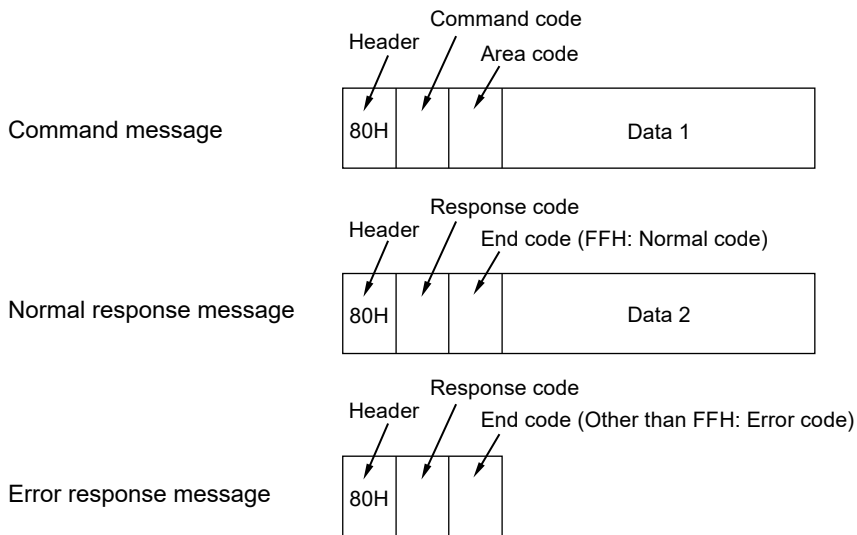 Command code
Header
Area code
Command message
80H
Data 1
Response code
Header
End code (FFH: Normal code)
Normal response message
80H
Data 2
Response code
Header
End code (Other than FFH: Error code)
Error response message
80H